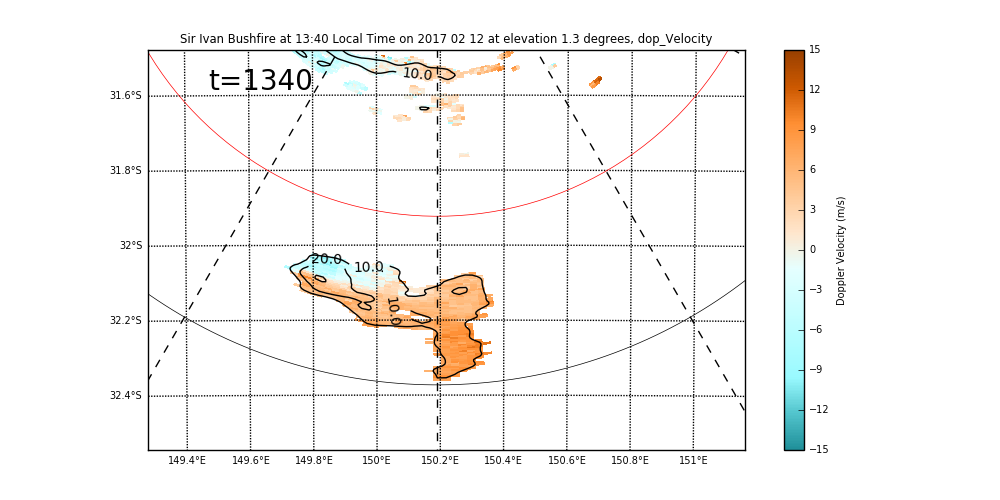 Sir Ivan Bushfire at 13:40 Local Time on 2017 02 12 at elevation 1.3 degrees, dop_Velocity
t=1340
10.0
31.6°S
31.8°S
32°S
32.2°S
32.4°S
20.0
10.0
10.0
149.4°E 149.6°E 149.8°E 150°E 150.2°E 150.4°E 150.6°E 150.8°E 151°E
15
12
9
6
3
0
−3
−6
−9
−12
−15
Doppler Velocity (m/s)